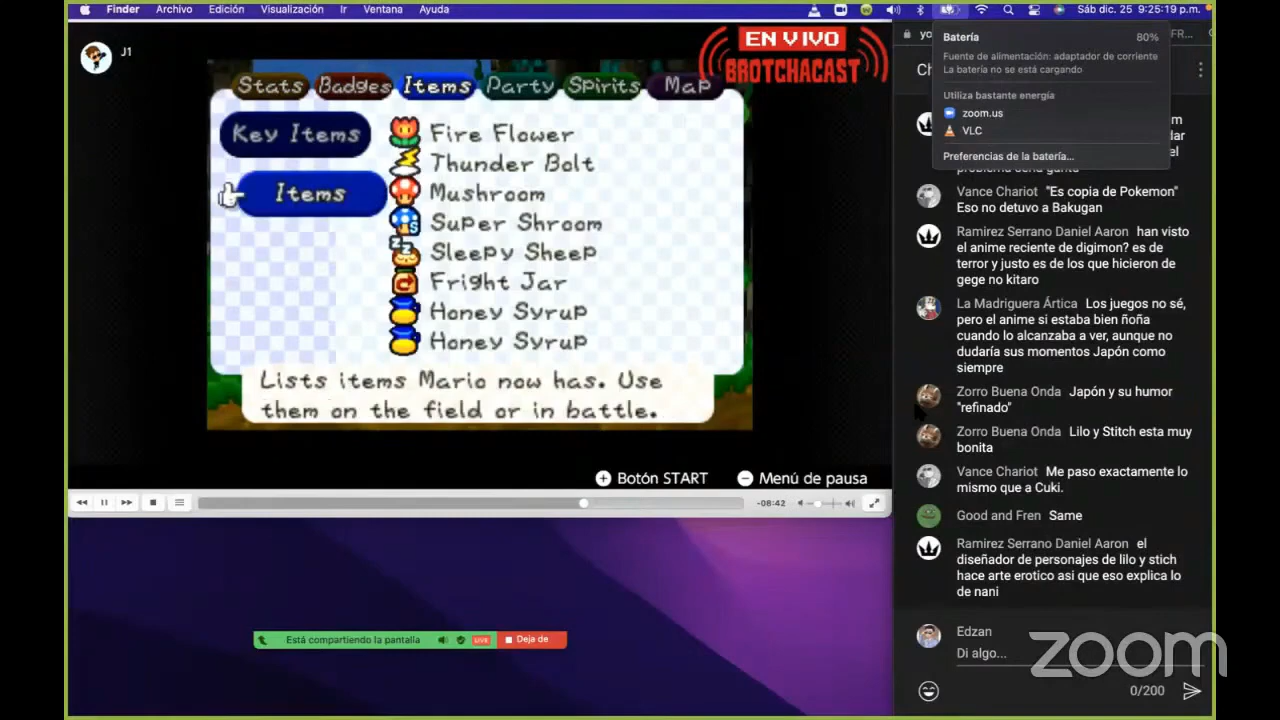 Finder Archivo Edición Visualización Ir Ventana Ayuda
Sáb dic. 25 9:25:19 p.m.
J1
EN VIVO
BROTCHACAST
Stats Badges Items Party Spirits Map
Key Items
Items
Fire Flower
Thunder Bolt
Mushroom
Super Shroom
Sleepy Sheep
Fright Jar
Honey Syrup
Honey Syrup
Lists items Mario now has. Use
them on the field or in battle.
+ Botón START
− Menú de pausa
-08:42
Está compartiendo la pantalla
LIVE
Deja de
Batería 80%
Fuente de alimentación: adaptador de corriente
La batería no se está cargando
Utiliza bastante energía
zoom.us
VLC
Preferencias de la batería...
Vance Chariot "Es copia de Pokemon"
Eso no detuvo a Bakugan
Ramirez Serrano Daniel Aaron han visto
el anime reciente de digimon? es de
terror y justo es de los que hicieron de
gege no kitaro
La Madriguera Ártica Los juegos no sé,
pero el anime si estaba bien ñoña
cuando lo alcanzaba a ver, aunque no
dudaría sus momentos Japón como
siempre
Zorro Buena Onda Japón y su humor
"refinado"
Zorro Buena Onda Lilo y Stitch esta muy
bonita
Vance Chariot Me paso exactamente lo
mismo que a Cuki.
Good and Fren Same
Ramirez Serrano Daniel Aaron el
diseñador de personajes de lilo y stich
hace arte erotico asi que eso explica lo
de nani
Edzan
Di algo...
0/200
zoom